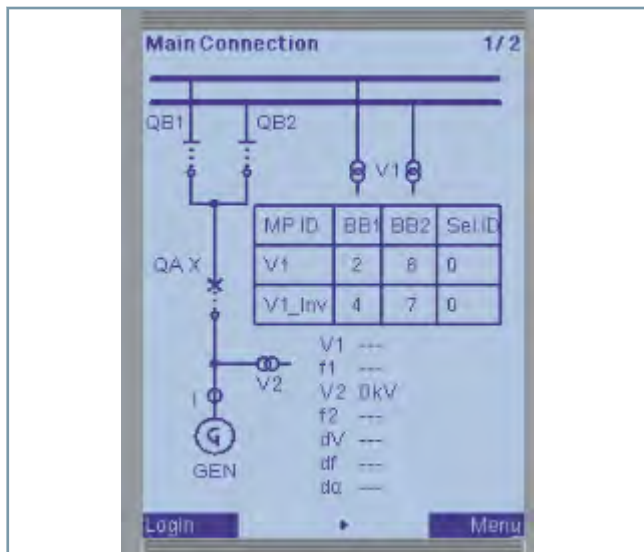 Main Connection 1/2
QB1 QB2
V1
MP ID BB1 BB2 Sel.ID
V1 2 6 0
V1_Inv 4 7 0
QA X
V2
I
G
GEN
V1 ---
f1 ---
V2 0kV
f2 ---
dV ---
df ---
dα ---
Login Menu